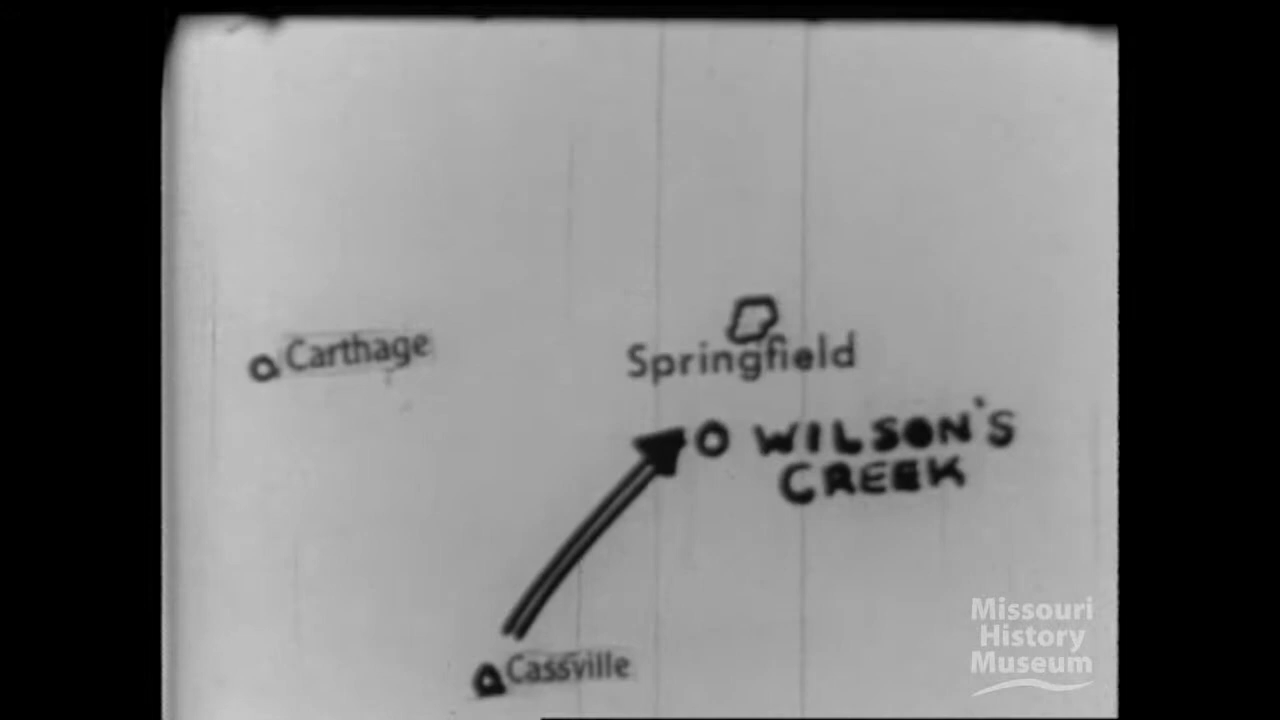 Carthage
Springfield
WILSON'S
CREEK
Cassville
Missouri
History
Museum